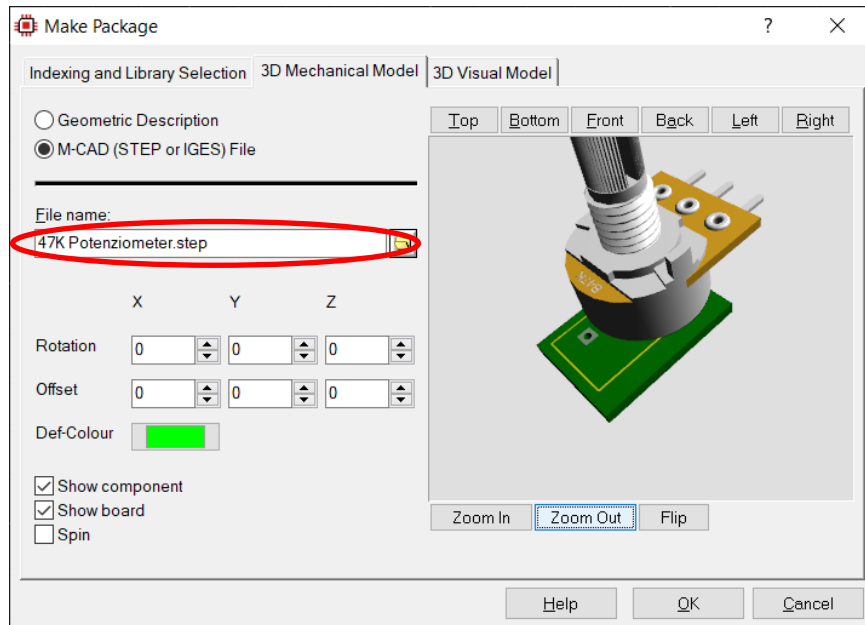 Make Package
?
Indexing and Library Selection
3D Mechanical Model
3D Visual Model
Geometric Description
M-CAD (STEP or IGES) File
File name:
47K Potenziometer.step
X Y Z
Rotation 0 0 0
Offset 0 0 0
Def-Colour
Show component
Show board
Spin
Top Bottom Front Back Left Right
B47K
Zoom In Zoom Out Flip
Help OK Cancel